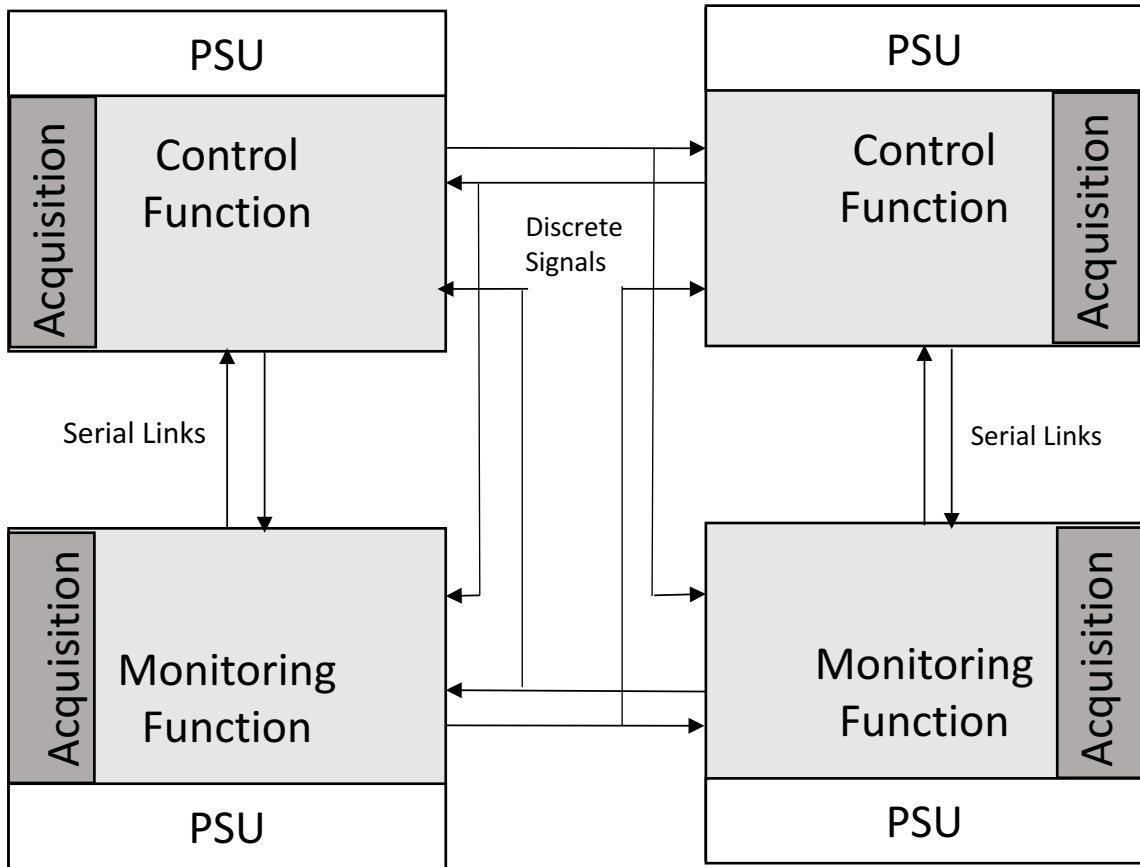 PSU
Acquisition
Control
Function
PSU
Control
Function
Acquisition
Discrete
Signals
Serial Links
Serial Links
Acquisition
Monitoring
Function
PSU
Monitoring
Function
Acquisition
PSU